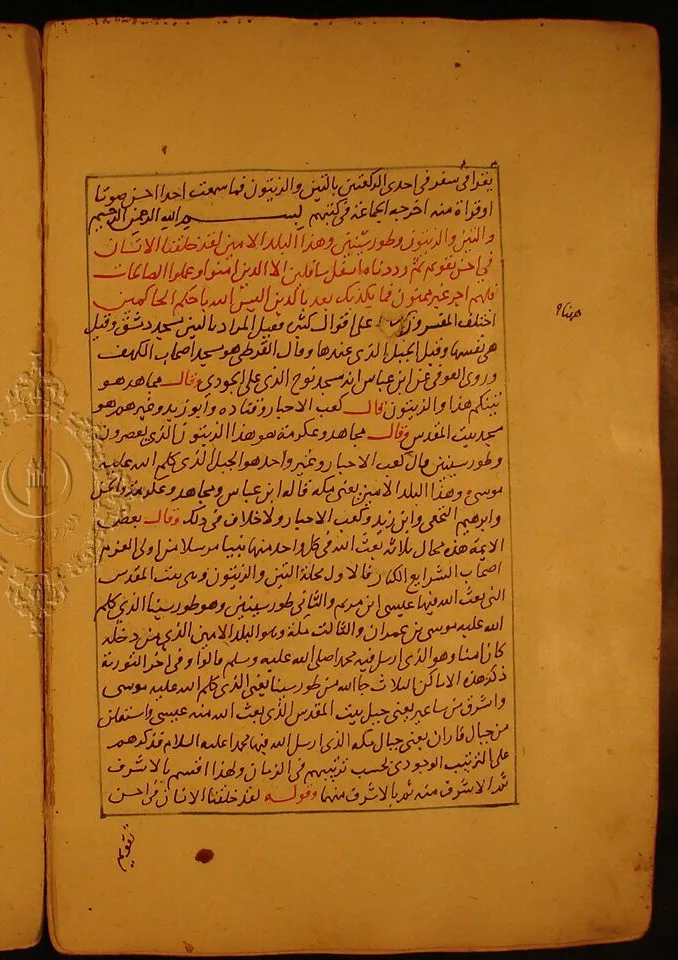 يقرا في سفر في احدى الركعتين بالتين والزيتون فما سمعت احدا احسن صوتا
او قراة منه اخرجه الجماعة في كتبهم بسم الله الرحمن الرحيم
والتين والزيتون وطور سينين وهذا البلد الامين لقد خلقنا الانسان
في احسن تقويم ثم رددناه اسفل سافلين الا الذين امنوا وعملوا الصالحات
فلهم اجر غير ممنون فما يكذبك بعد بالدين اليس الله باحكم الحاكمين
اختلف المفسرون على اقوال كثيرة فقيل المراد بالتين مسجد دمشق وقيل
هي نفسها وقيل الجبل الذي عندها وقال القرطبي هو مسجد اصحاب الكهف
وروى العوفي عن ابن عباس انه مسجد نوح الذي على الجودي وقال مجاهد هو
تينكم هذا والزيتون قال كعب الاحبار وقتاده وابو زيد وغيرهم هو
مسجد بيت المقدس وقال مجاهد وعكرمة هو هذا الزيتون الذي يعصرون
وطور سينين قال كعب الاحبار وغير واحد هو الجبل الذي كلم الله عليه
موسى وهذا البلد الامين يعني مكه قاله ابن عباس ومجاهد وعكرمة والحسن
وابرهيم النخعي وابن زيد وكعب الاحبار ولا خلاف في ذلك وقال بعض
الايمة هذه محال ثلاثة بعث الله في كل واحد منها نبيا مرسلا من اولي العزم
اصحاب الشرايع الكبار فالاول محلة التين والزيتون وهي بيت المقدس
التي بعث الله فيها عيسى ابن مريم والثاني طور سينين وهو طور سينا الذي كلم
الله عليه موسى بن عمران والثالث مكة وهو البلد الامين الذي من دخله
كان امنا وهو الذي ارسل فيه محمد صلى الله عليه وسلم قالوا وفي اخر التورية
ذكر هذه الاماكن الثلاث جا الله من طور سينا يعني الذي كلم الله عليه موسى
واشرق من ساعير يعني جبل بيت المقدس الذي بعث الله منه عيسى واستعلن
من جبال فاران يعني جبال مكه الذي ارسل الله فيها محمدا عليه السلام فذكرهم
على الترتيب الوجودي بحسب ترتيبهم في الزمان ولهذا اقسم بالاشرف
ثم الاشرف منه ثم بالاشرف منهما وقوله لقد خلقنا الانسان في احسن
تقويم